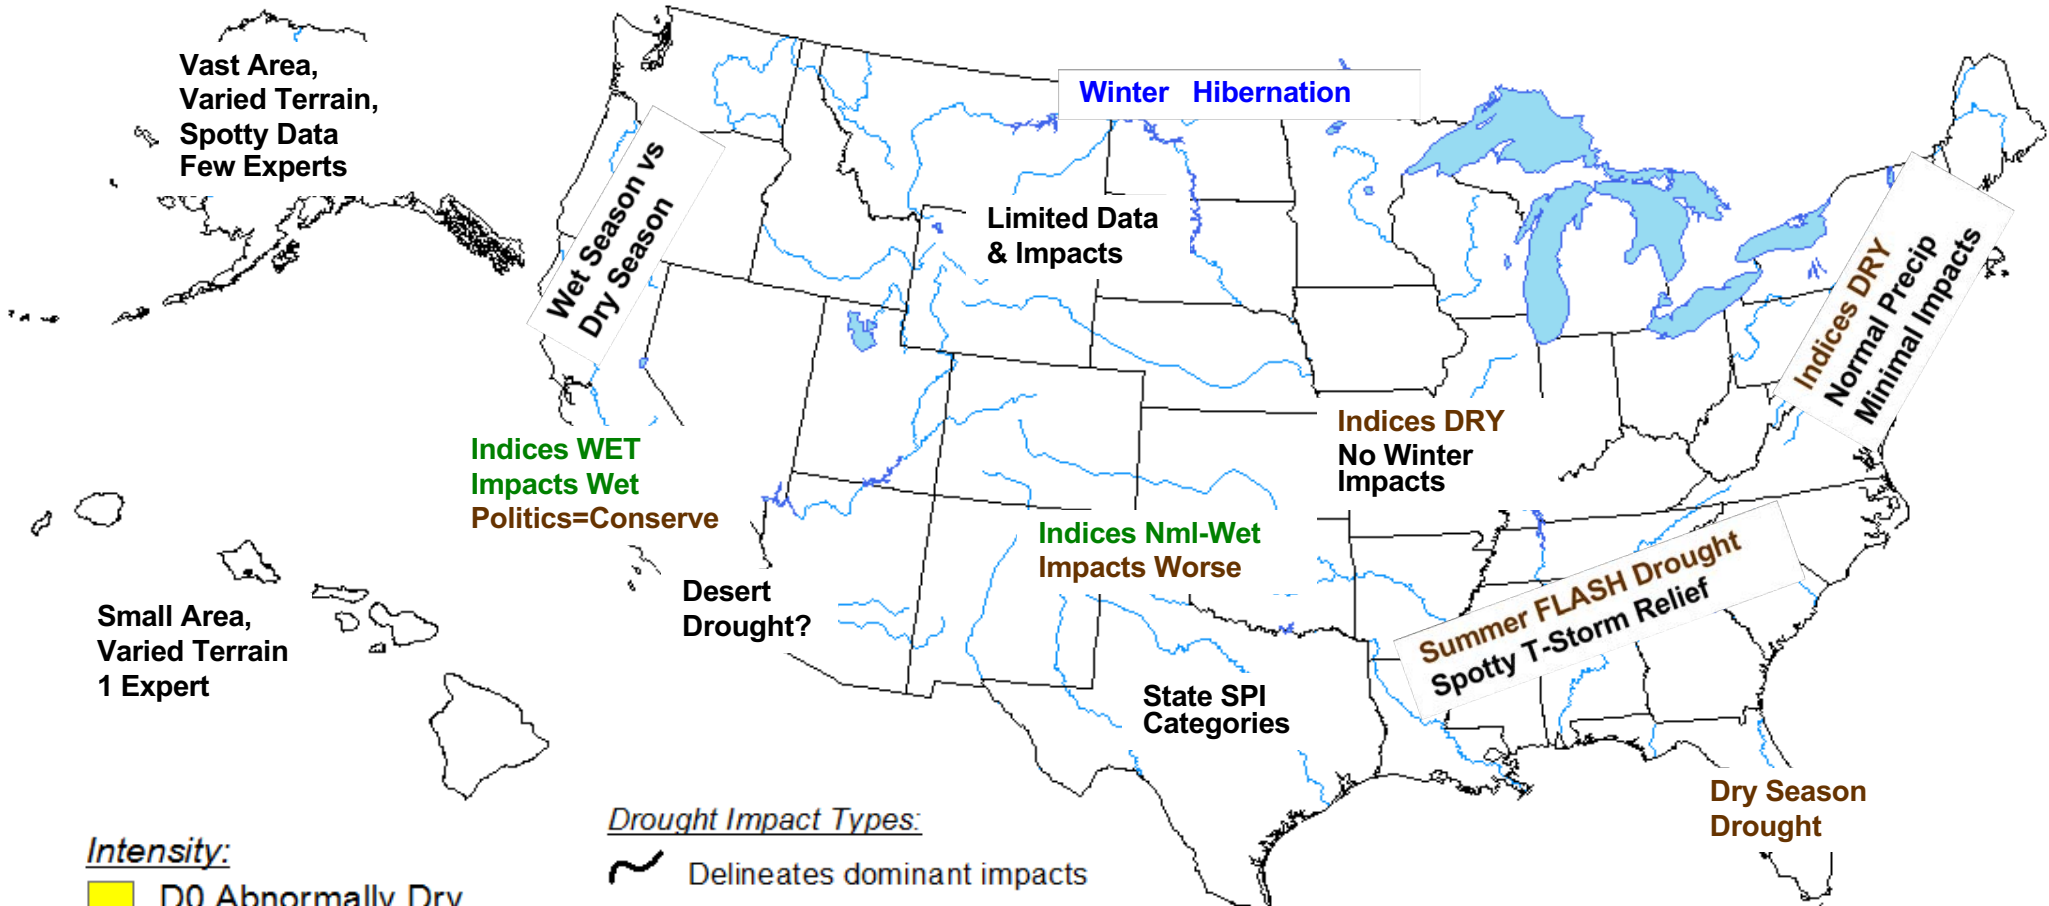 Vast Area,
Varied Terrain,
Spotty Data
Few Experts
Winter Hibernation
Wet Season vs
Dry Season
Limited Data
& Impacts
Indices DRY
Normal Precip
Minimal Impacts
Indices WET
Impacts Wet
Politics=Conserve
Indices DRY
No Winter
Impacts
Indices Nml-Wet
Impacts Worse
Desert
Drought?
Summer FLASH Drought
Spotty T-Storm Relief
Small Area,
Varied Terrain
1 Expert
State SPI
Categories
Dry Season
Drought
Intensity:
D0 Abnormally Dry
Drought Impact Types:
Delineates dominant impacts